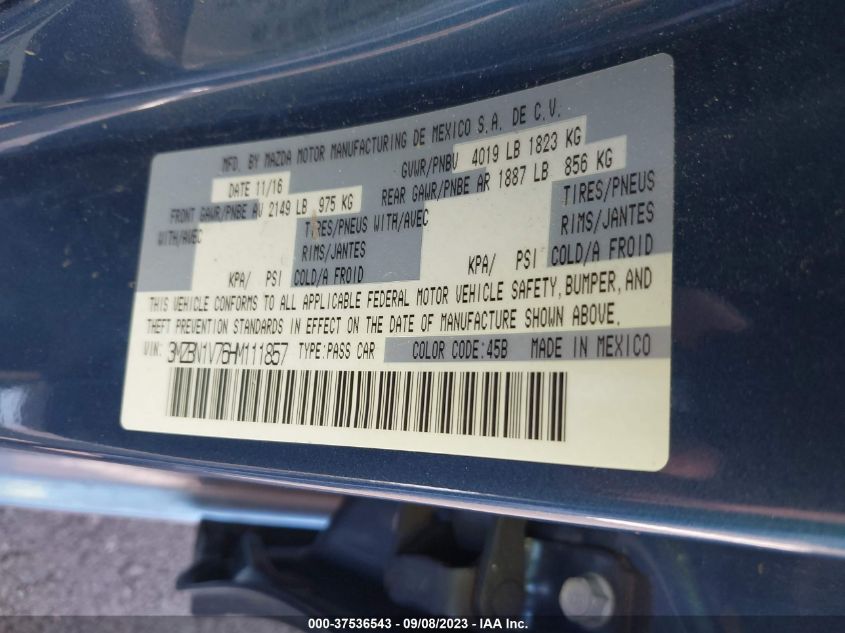 MFD. BY MAZDA MOTOR MANUFACTURING DE MEXICO S.A. DE C.V.
DATE 11/16 GVWR/PNBV 4019 LB 1823 KG
FRONT GAWR/PNBE AV 2149 LB 975 KG REAR GAWR/PNBE AR 1887 LB 856 KG
WITH/AVEC TIRES/PNEUS WITH/AVEC TIRES/PNEUS
RIMS/JANTES RIMS/JANTES
KPA/ PSI COLD/A FROID KPA/ PSI COLD/A FROID
THIS VEHICLE CONFORMS TO ALL APPLICABLE FEDERAL MOTOR VEHICLE SAFETY, BUMPER, AND
THEFT PREVENTION STANDARDS IN EFFECT ON THE DATE OF MANUFACTURE SHOWN ABOVE.
VIN: 3MZBN1V76HM111857 TYPE:PASS CAR COLOR CODE:45B MADE IN MEXICO
000-37536543 - 09/08/2023 - IAA Inc.